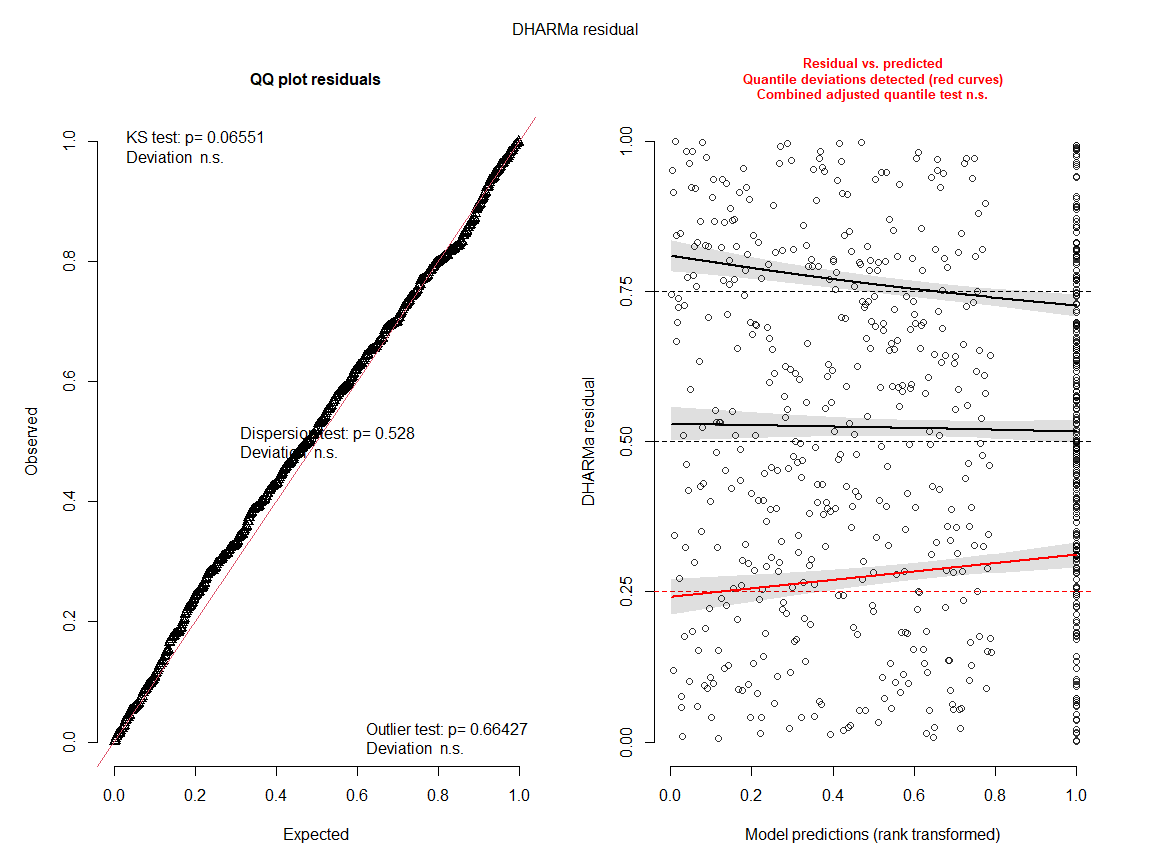 DHARMa residual
QQ plot residuals
KS test: p= 0.06551
Deviation n.s.
Dispersion test: p= 0.528
Deviation n.s.
Outlier test: p= 0.66427
Deviation n.s.
Observed
0.0
0.2
0.4
0.6
0.8
1.0
0.0 0.2 0.4 0.6 0.8 1.0
Expected
Residual vs. predicted
Quantile deviations detected (red curves)
Combined adjusted quantile test n.s.
DHARMa residual
0.00
0.25
0.50
0.75
1.00
0.0 0.2 0.4 0.6 0.8 1.0
Model predictions (rank transformed)